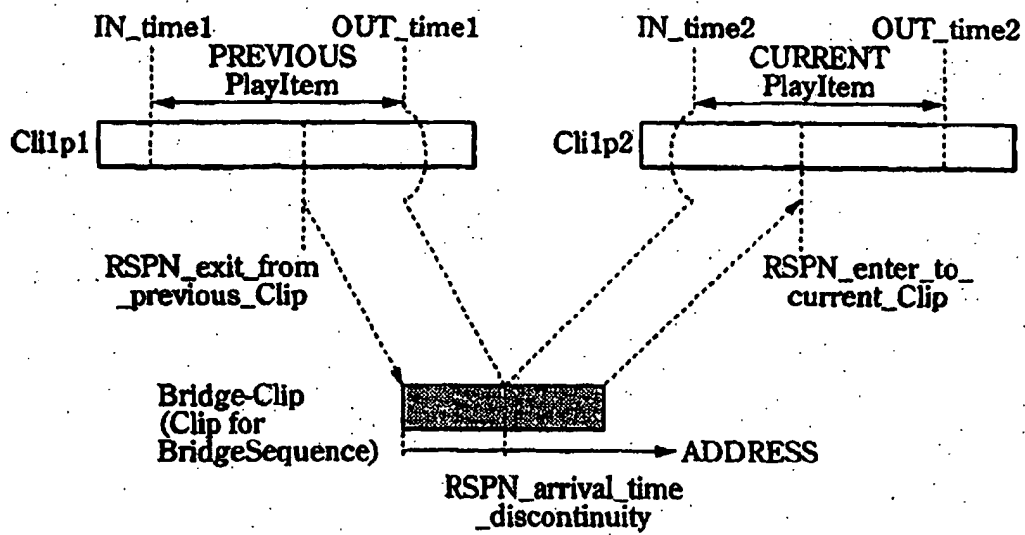 IN_time1
OUT_time1
IN_time2
OUT_time2
PREVIOUS
PlayItem
CURRENT
PlayItem
Cli1p1
Cli1p2
RSPN_exit_from
_previous_Clip
RSPN_enter_to_
current_Clip
Bridge-Clip
(Clip for
BridgeSequence)
ADDRESS
RSPN_arrival_time
_discontinuity